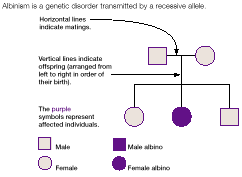 Albinism is a genetic disorder transmitted by a recessive allele.
Horizontal lines
indicate matings.
Vertical lines indicate
offspring (arranged from
left to right in order of
their birth).
The purple
symbols represent
affected individuals.
Male
Male albino
Female
Female albino